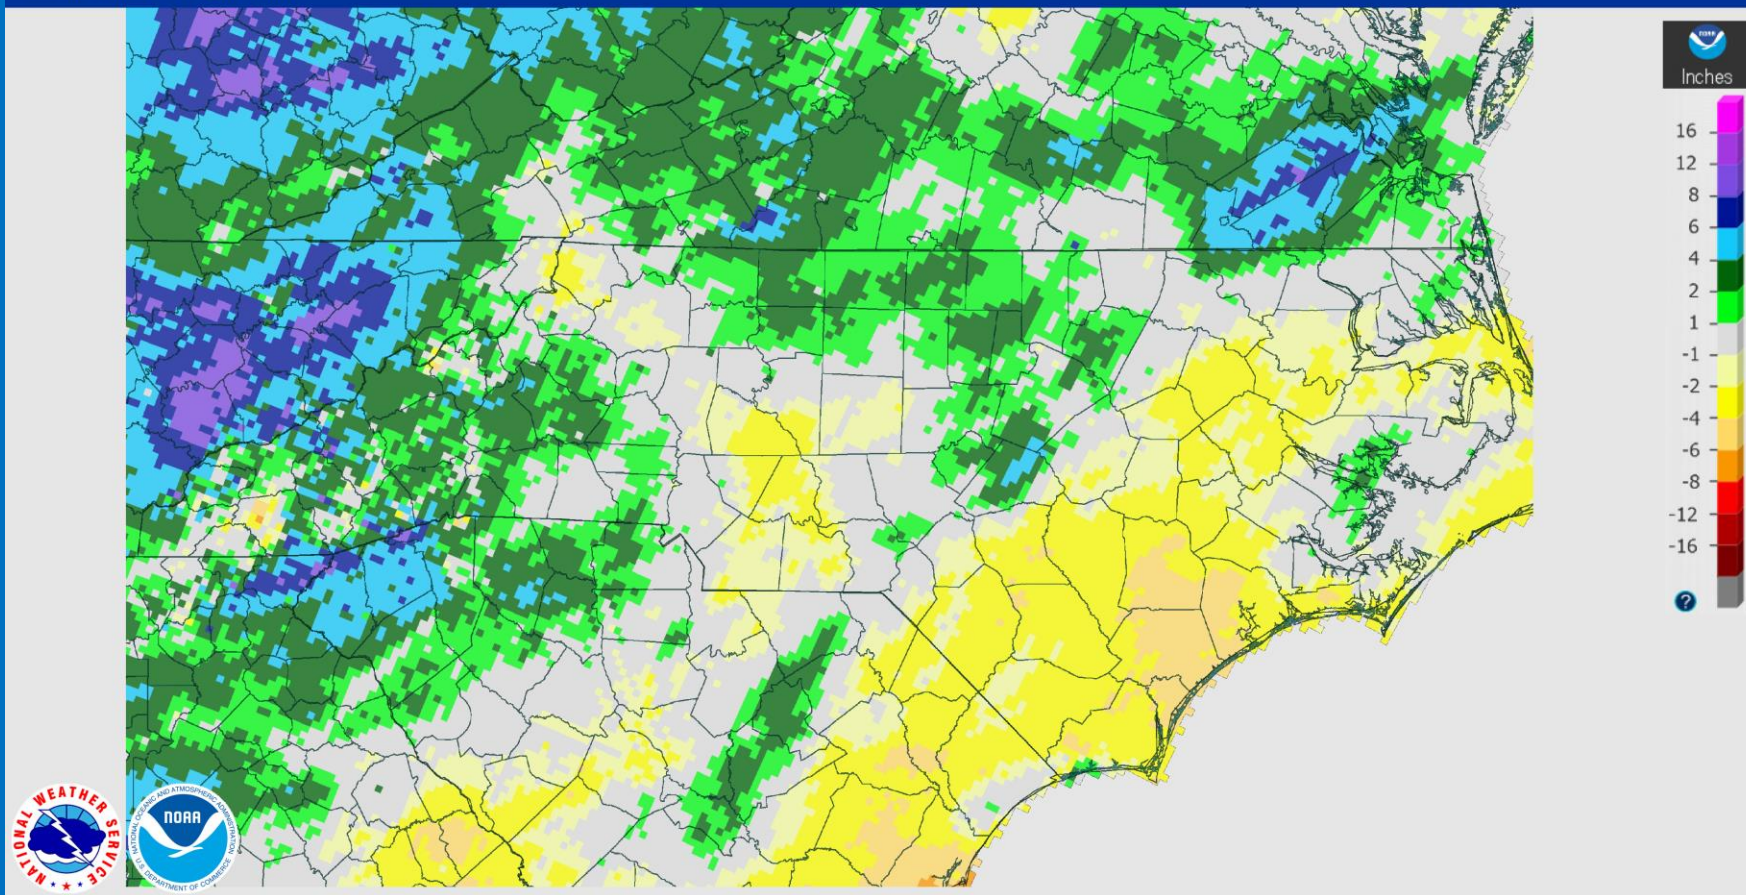 NOAA
Inches
16
12
8
6
4
2
1
-1
-2
-4
-6
-8
-12
-16
?
NATIONAL WEATHER SERVICE
NATIONAL OCEANIC AND ATMOSPHERIC ADMINISTRATION
NOAA
U.S. DEPARTMENT OF COMMERCE